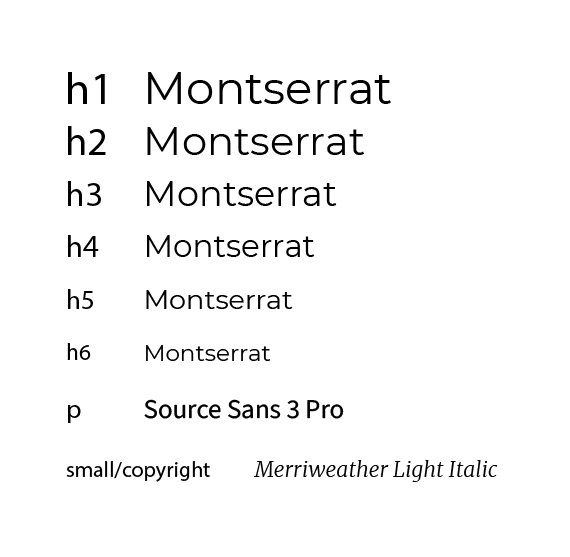 h1 Montserrat
h2 Montserrat
h3 Montserrat
h4 Montserrat
h5 Montserrat
h6 Montserrat
p Source Sans 3 Pro
small/copyright Merriweather Light Italic